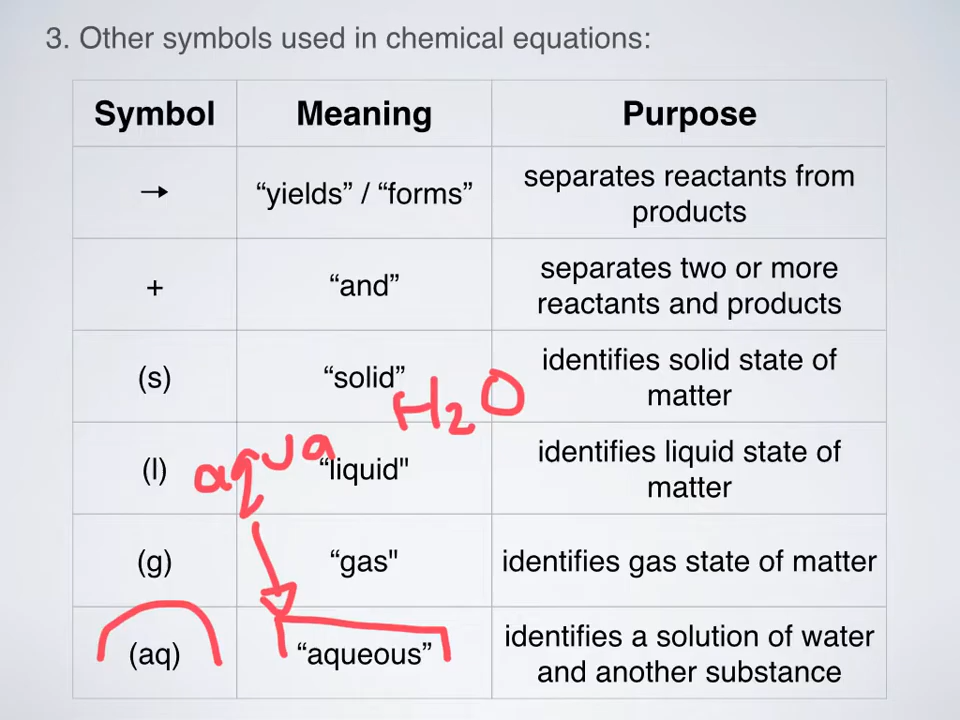 3. Other symbols used in chemical equations:
Symbol Meaning Purpose
→ “yields” / “forms” separates reactants from
products
+ “and” separates two or more
reactants and products
(s) “solid” identifies solid state of
matter
H₂O
(l) “liquid" identifies liquid state of
matter
aqua
(g) “gas" identifies gas state of matter
(aq) “aqueous” identifies a solution of water
and another substance